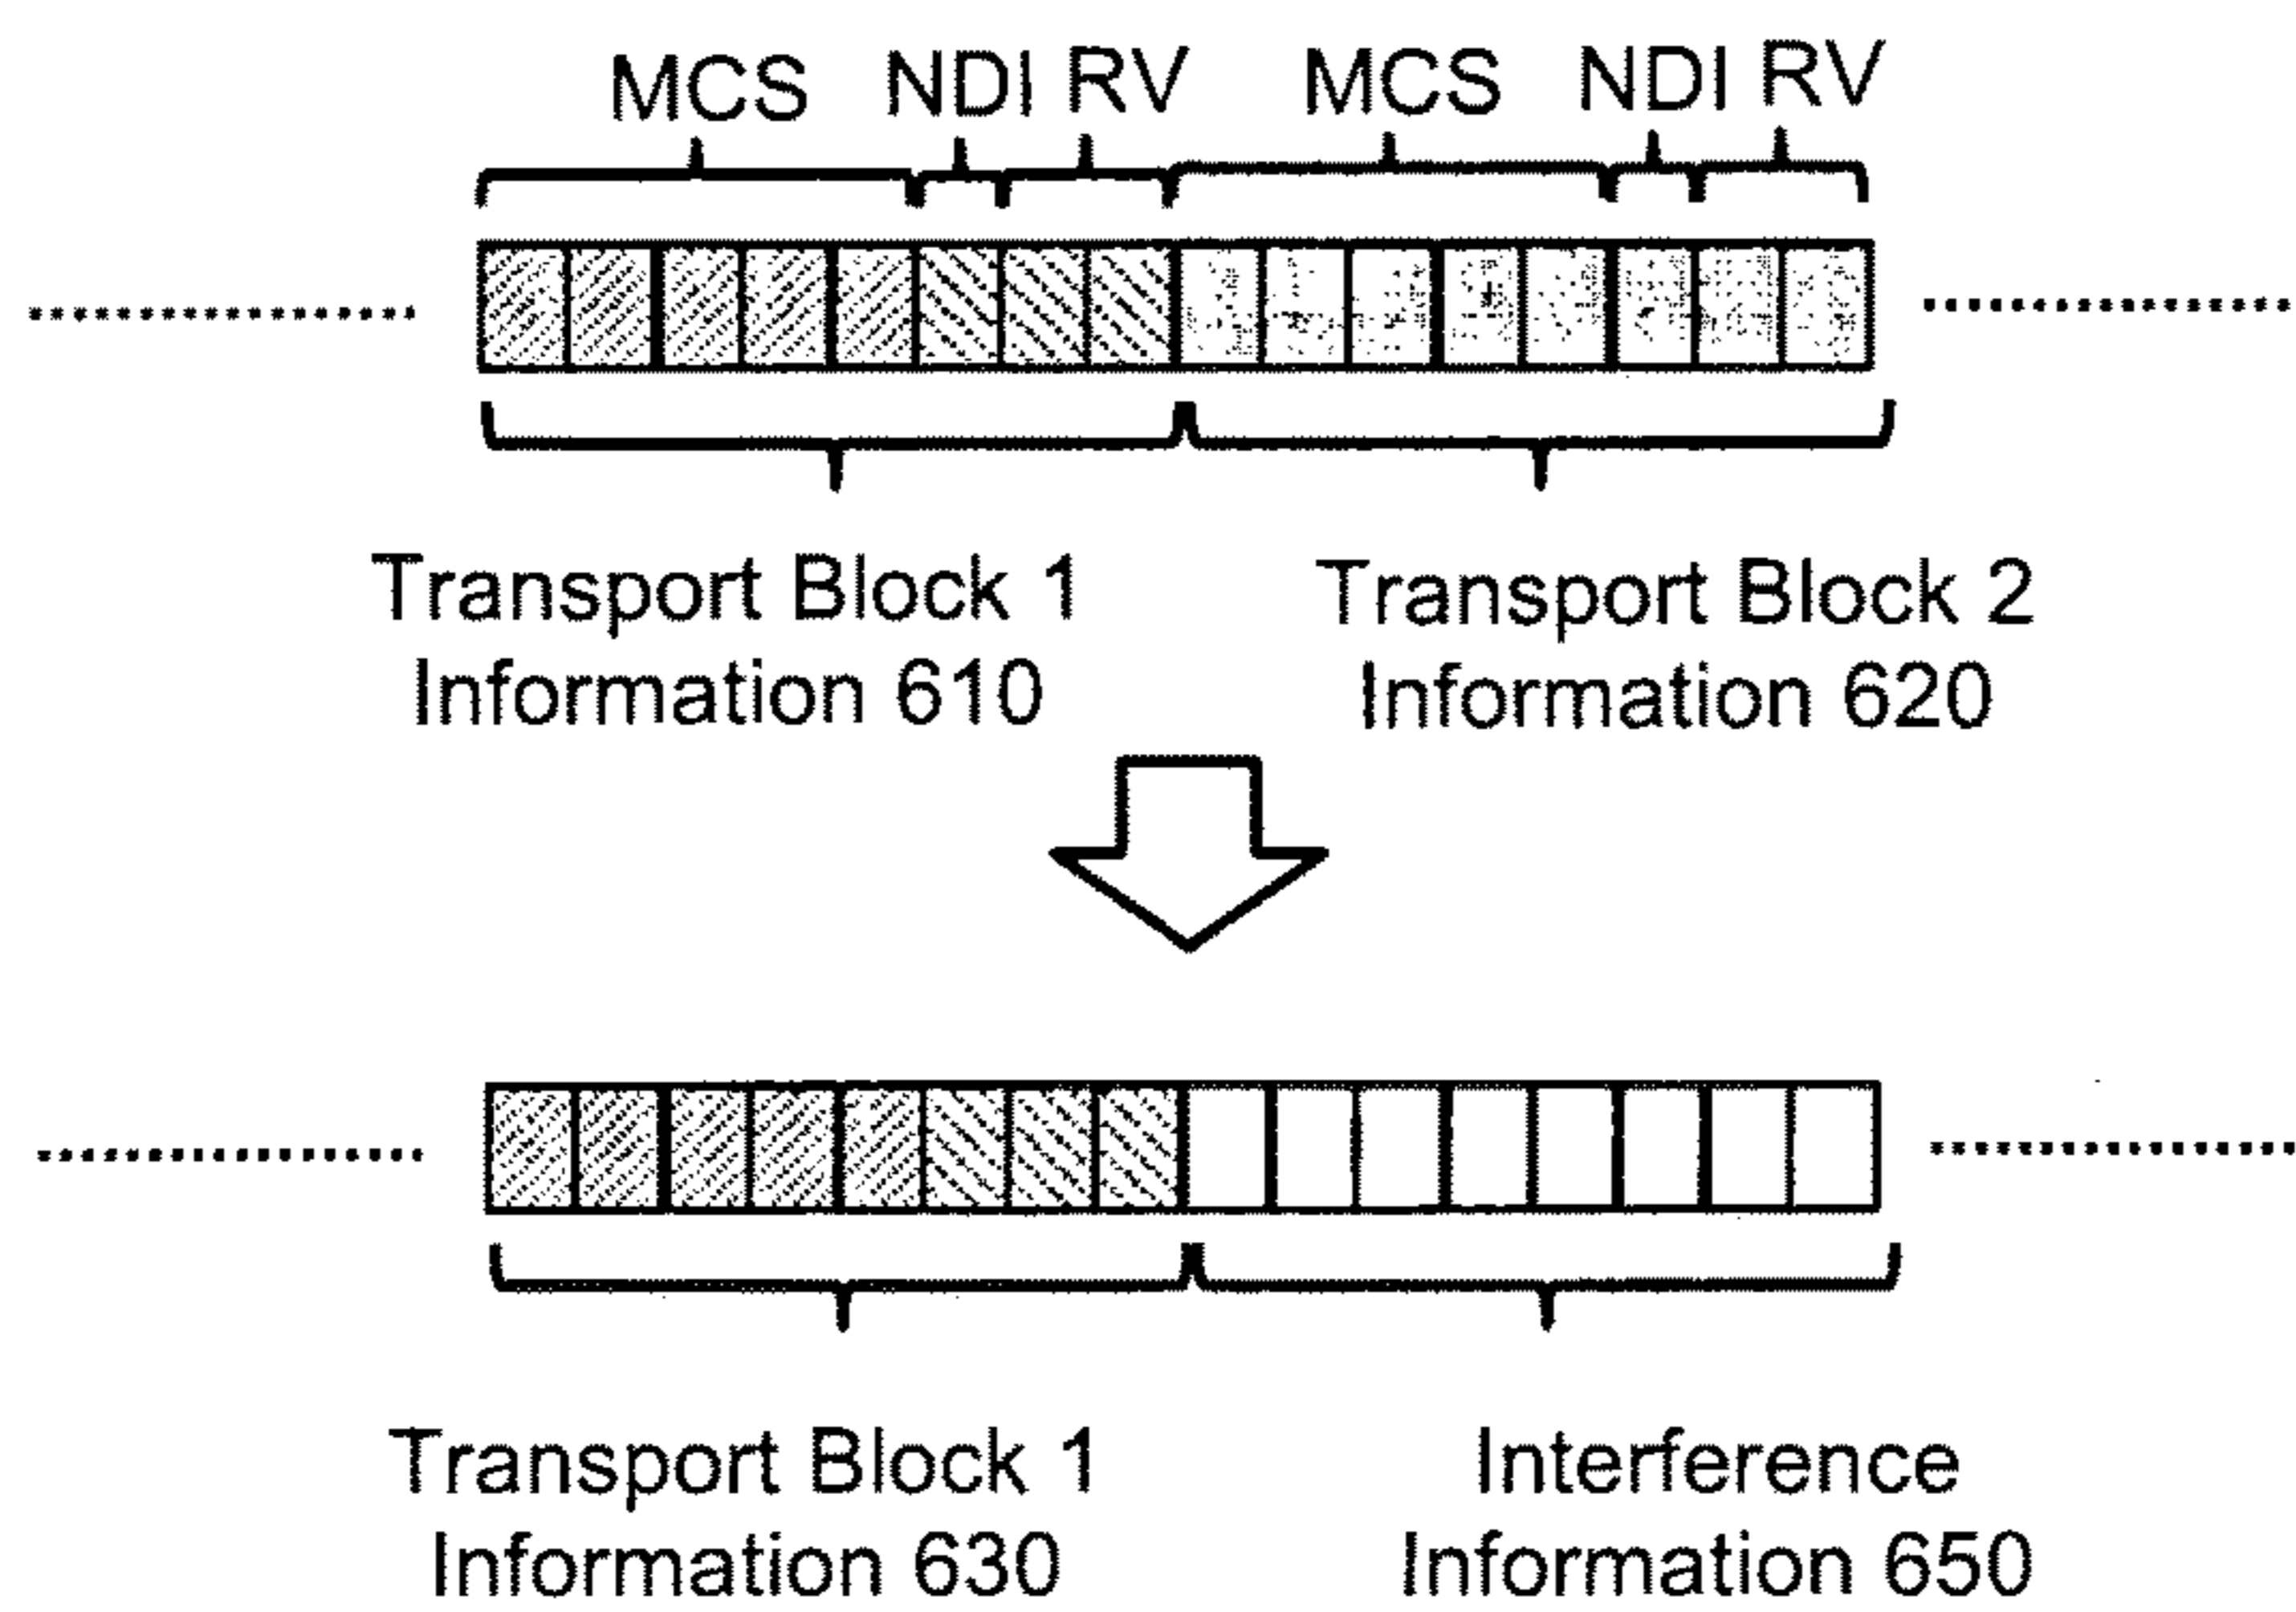 MCS NDI RV MCS NDI RV
Transport Block 1
Information 610
Transport Block 2
Information 620
Transport Block 1
Information 630
Interference
Information 650